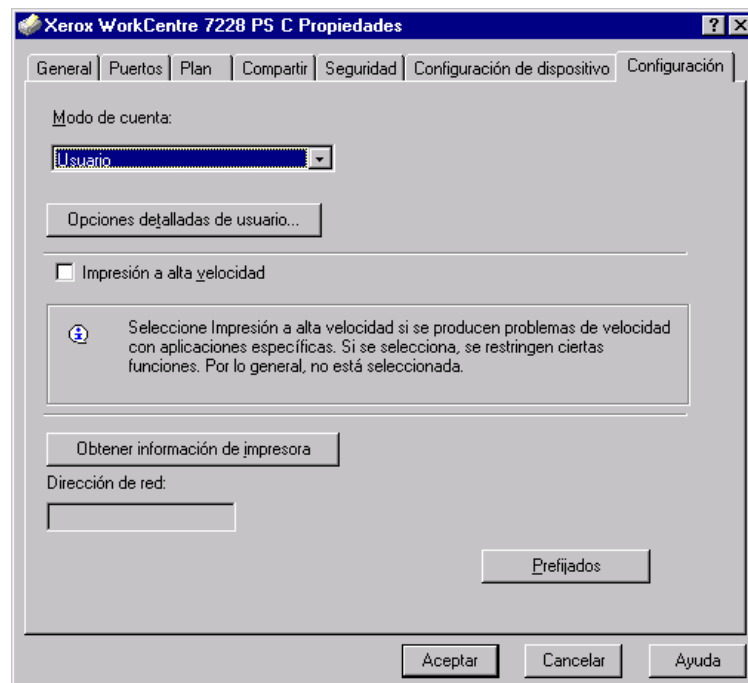 Xerox WorkCentre 7228 PS C Propiedades
General Puertos Plan Compartir Seguridad Configuración de dispositivo Configuración
Modo de cuenta:
Usuario
Opciones detalladas de usuario...
Impresión a alta velocidad
Seleccione Impresión a alta velocidad si se producen problemas de velocidad
con aplicaciones específicas. Si se selecciona, se restringen ciertas
funciones. Por lo general, no está seleccionada.
Obtener información de impresora
Dirección de red:
Prefijados
Aceptar Cancelar Ayuda